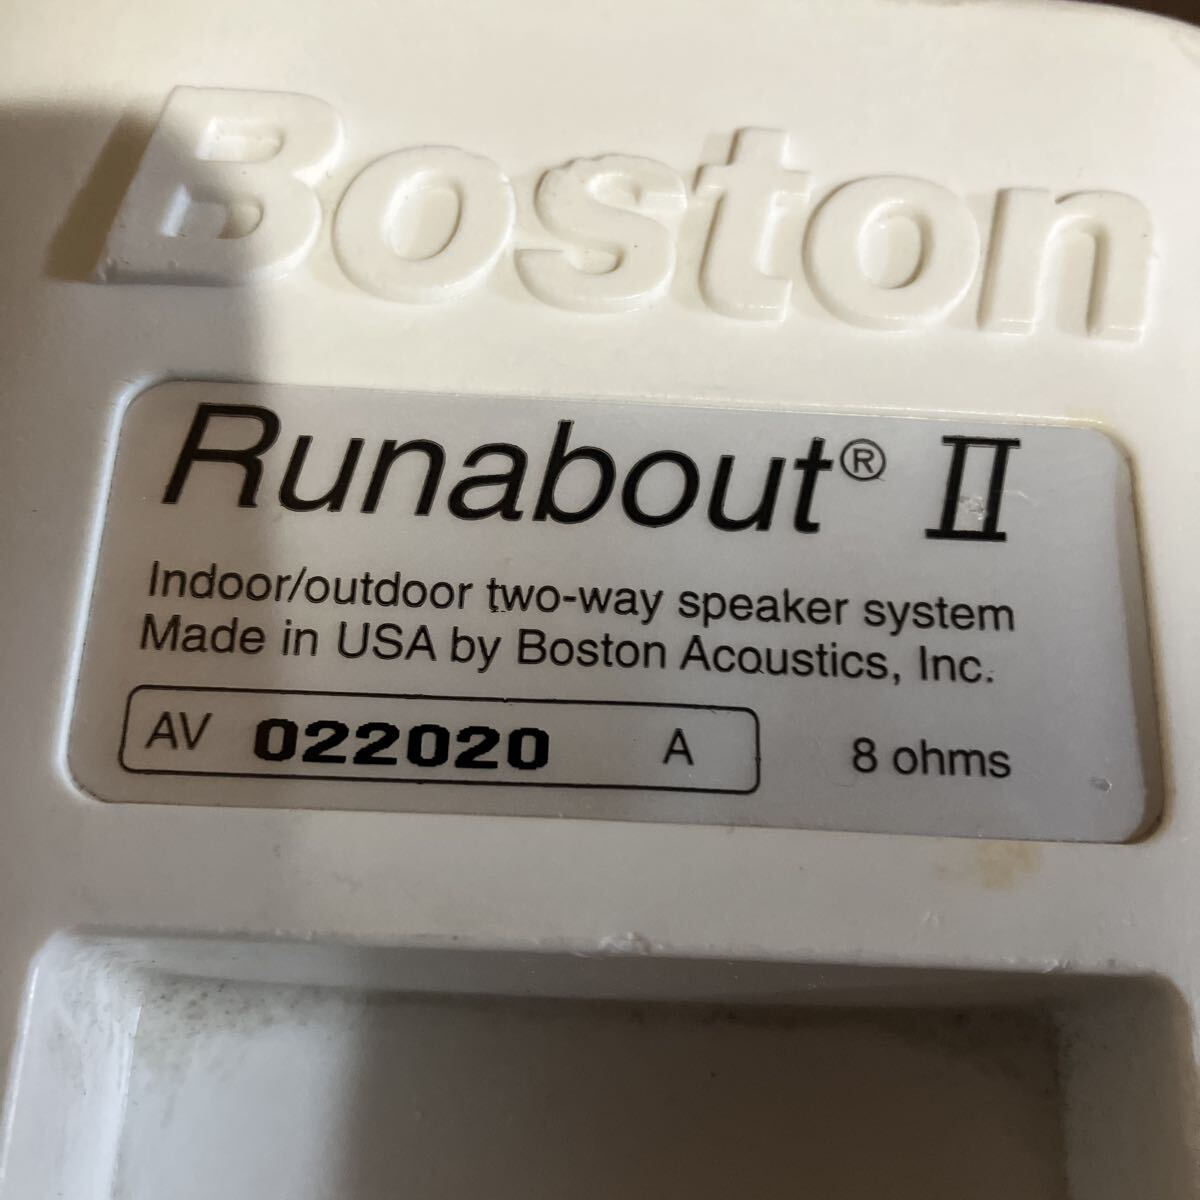 Boston
Runabout® II
Indoor/outdoor two-way speaker system
Made in USA by Boston Acoustics, Inc.
AV 022020 A 8 ohms